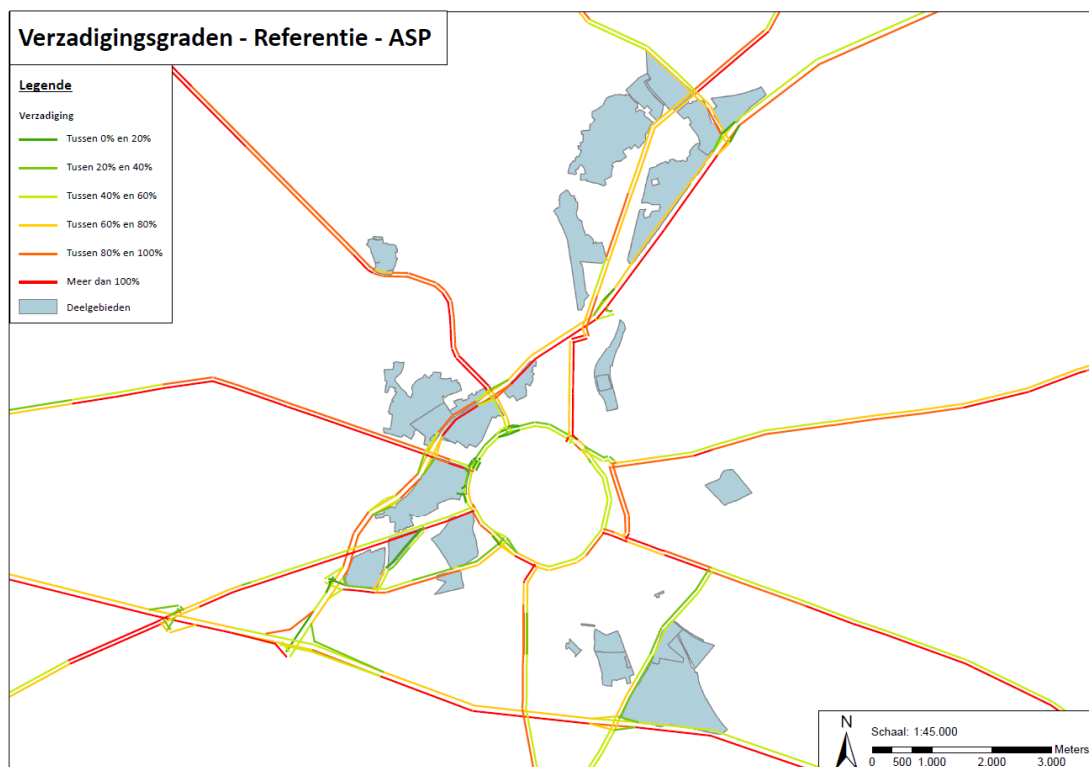 Verzadigingsgraden - Referentie - ASP
Legende
Verzadiging
Tussen 0% en 20%
Tusen 20% en 40%
Tussen 40% en 60%
Tussen 60% en 80%
Tussen 80% en 100%
Meer dan 100%
Deelgebieden
N
Schaal: 1:45.000
Meters
0 500 1.000 2.000 3.000